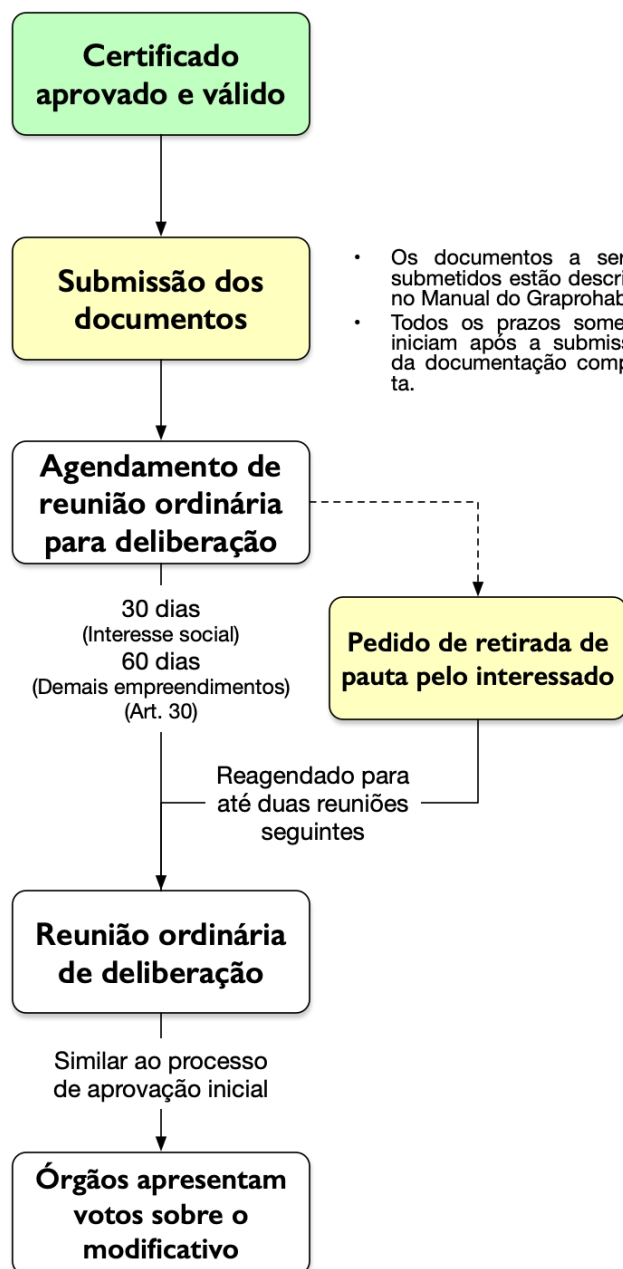 Certificado
aprovado e válido
Submissão dos
documentos
• Os documentos a ser
submetidos estão descri
no Manual do Graprohab
• Todos os prazos some
iniciam após a submiss
da documentação comp
ta.
Agendamento de
reunião ordinária
para deliberação
30 dias
(Interesse social)
60 dias
(Demais empreendimentos)
(Art. 30)
Pedido de retirada de
pauta pelo interessado
Reagendado para
até duas reuniões
seguintes
Reunião ordinária
de deliberação
Similar ao processo
de aprovação inicial
Órgãos apresentam
votos sobre o
modificativo